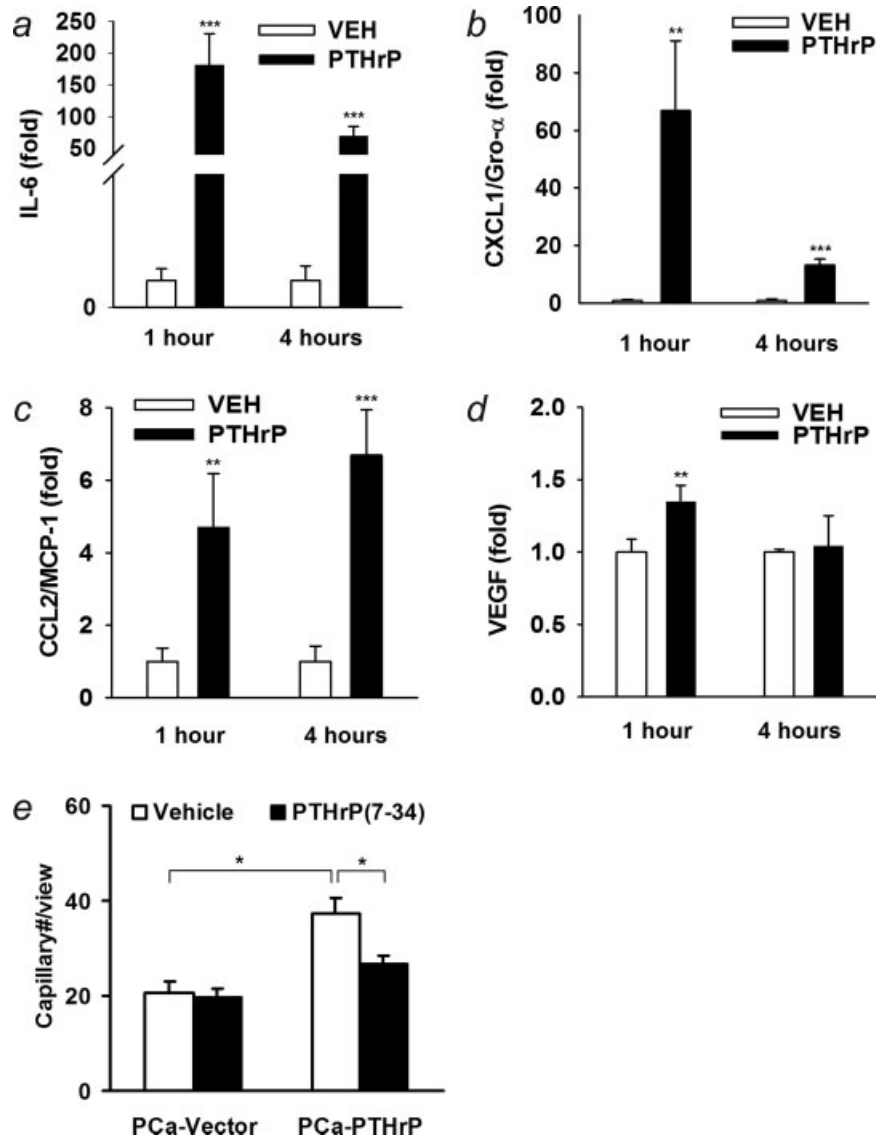 a
IL-6 (fold)
250
200
150
100
50
0
***
***
VEH
PTHrP
1 hour
4 hours
b
CXCL1/Gro-α (fold)
100
80
60
40
20
0
**
***
VEH
PTHrP
1 hour
4 hours
c
CCL2/MCP-1 (fold)
8
6
4
2
0
**
***
VEH
PTHrP
1 hour
4 hours
d
VEGF (fold)
2.0
1.5
1.0
0.5
0.0
**
VEH
PTHrP
1 hour
4 hours
e
Capillary#/view
60
40
20
0
Vehicle
PTHrP(7-34)
*
*
PCa-Vector
PCa-PTHrP